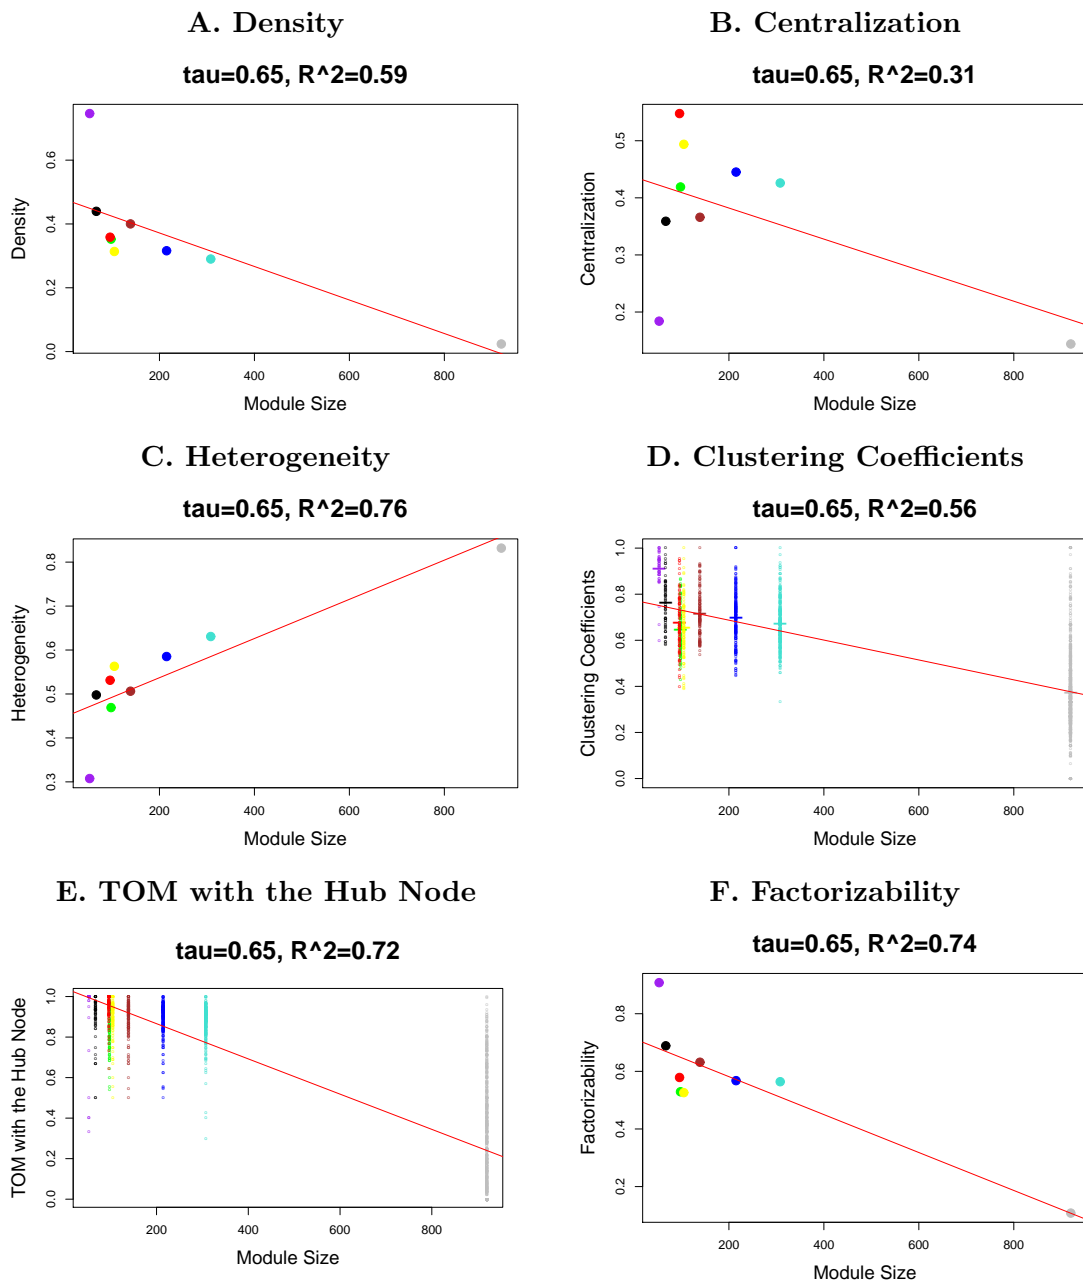 A. Density
tau=0.65, R^2=0.59
Density
0.0
0.2
0.4
0.6
200
400
600
800
Module Size
B. Centralization
tau=0.65, R^2=0.31
Centralization
0.2
0.3
0.4
0.5
200
400
600
800
Module Size
C. Heterogeneity
tau=0.65, R^2=0.76
Heterogeneity
0.3
0.4
0.5
0.6
0.7
0.8
200
400
600
800
Module Size
D. Clustering Coefficients
tau=0.65, R^2=0.56
Clustering Coefficients
0.0
0.2
0.4
0.6
0.8
1.0
200
400
600
800
Module Size
E. TOM with the Hub Node
tau=0.65, R^2=0.72
TOM with the Hub Node
0.0
0.2
0.4
0.6
0.8
1.0
200
400
600
800
Module Size
F. Factorizability
tau=0.65, R^2=0.74
Factorizability
0.2
0.4
0.6
0.8
200
400
600
800
Module Size